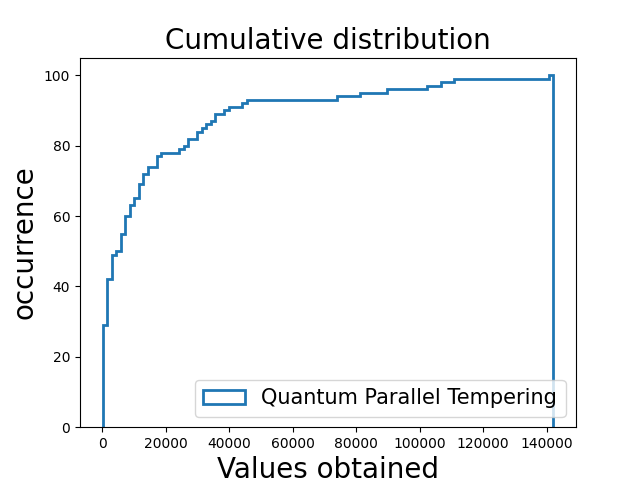 Cumulative distribution
occurrence
100
80
60
40
20
0
Quantum Parallel Tempering
0 20000 40000 60000 80000 100000 120000 140000
Values obtained